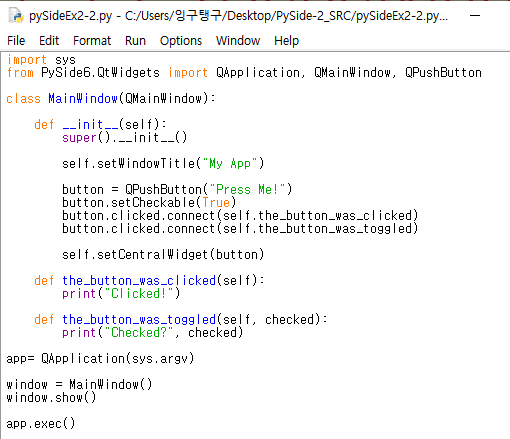 pySideEx2-2.py - C:/Users/잉구탱구/Desktop/PySide-2_SRC/pySideEx2-2.py...
File Edit Format Run Options Window Help
import sys
from PySide6.QtWidgets import QApplication, QMainWindow, QPushButton
class MainWindow(QMainWindow):
    def __init__(self):
        super().__init__()
        self.setWindowTitle("My App")
        button = QPushButton("Press Me!")
        button.setCheckable(True)
        button.clicked.connect(self.the_button_was_clicked)
        button.clicked.connect(self.the_button_was_toggled)
        self.setCentralWidget(button)
    def the_button_was_clicked(self):
        print("Clicked!")
    def the_button_was_toggled(self, checked):
        print("Checked?", checked)
app= QApplication(sys.argv)
window = MainWindow()
window.show()
app.exec()